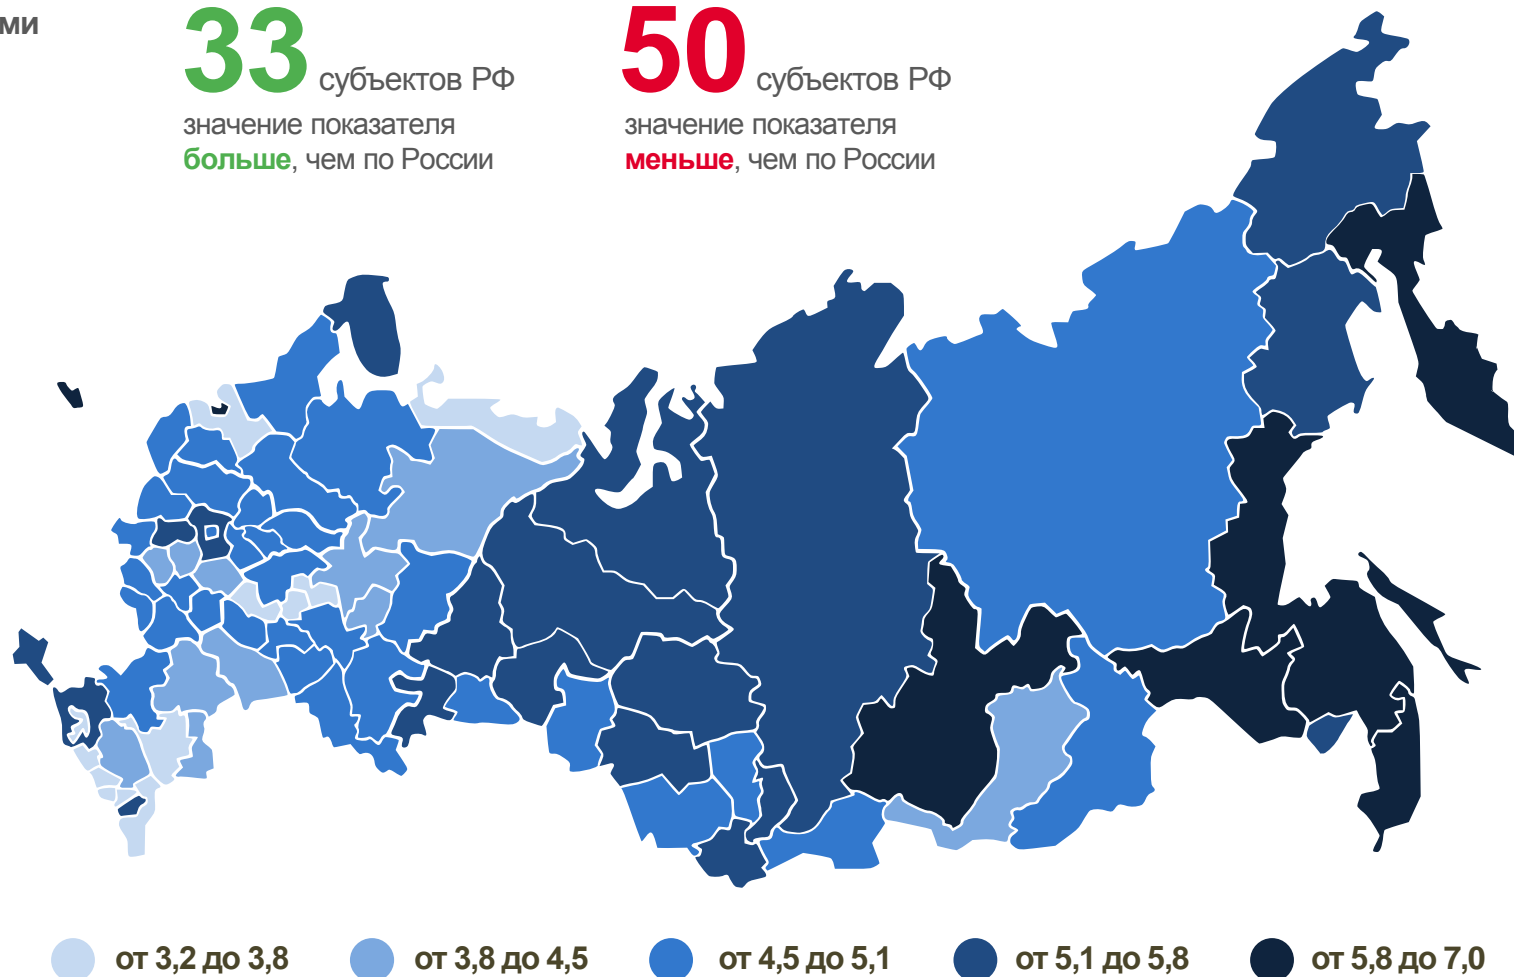 ми
33 субъектов РФ
значение показателя
больше, чем по России
50 субъектов РФ
значение показателя
меньше, чем по России
от 3,2 до 3,8
от 3,8 до 4,5
от 4,5 до 5,1
от 5,1 до 5,8
от 5,8 до 7,0